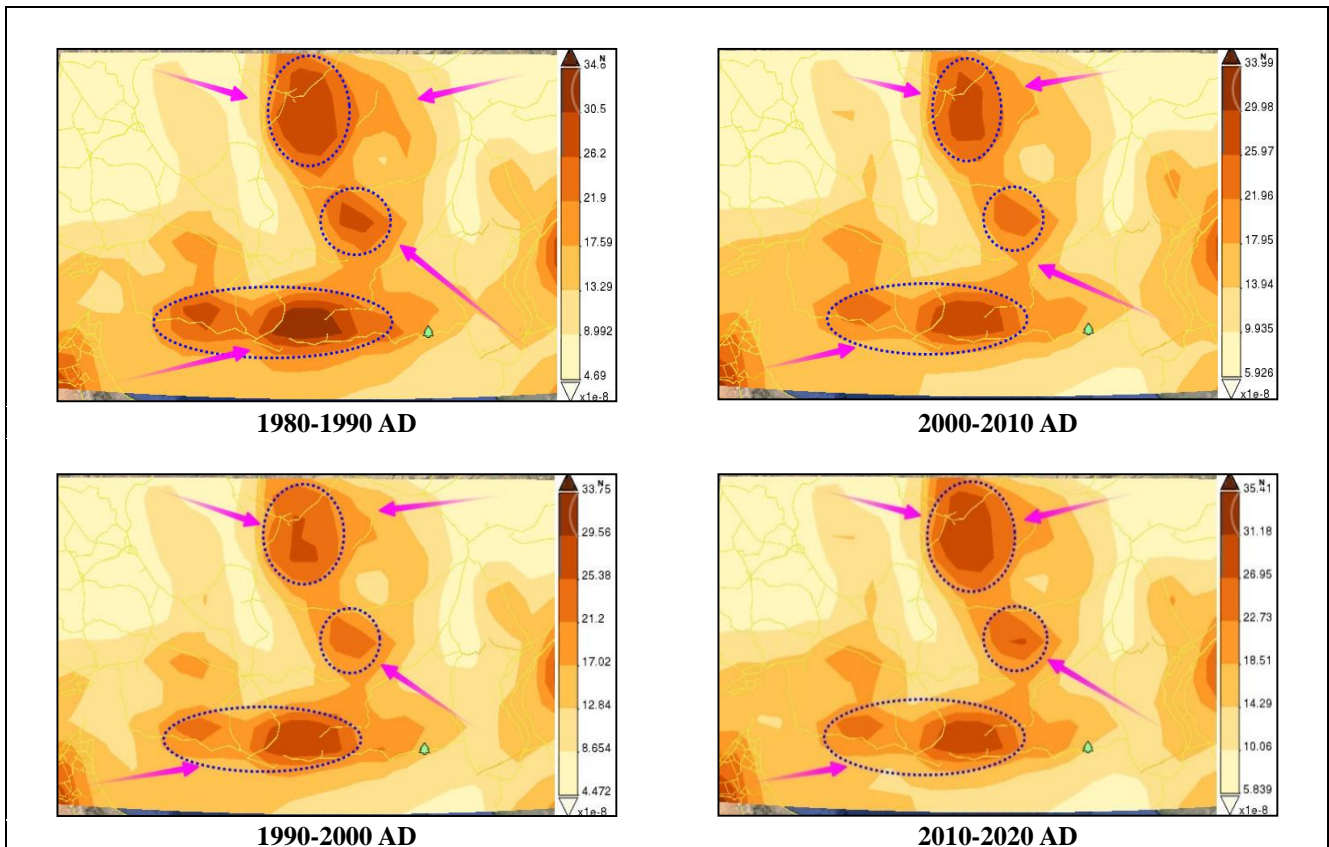 N
34.6
30.5
26.2
21.9
17.59
13.29
8.992
4.69
x1e-8
1980-1990 AD
N
33.99
29.98
25.97
21.96
17.95
13.94
9.935
5.926
x1e-8
2000-2010 AD
N
33.75
29.56
25.38
21.2
17.02
12.84
8.654
4.472
x1e-8
1990-2000 AD
N
35.41
31.18
26.95
22.73
18.51
14.29
10.06
5.839
x1e-8
2010-2020 AD